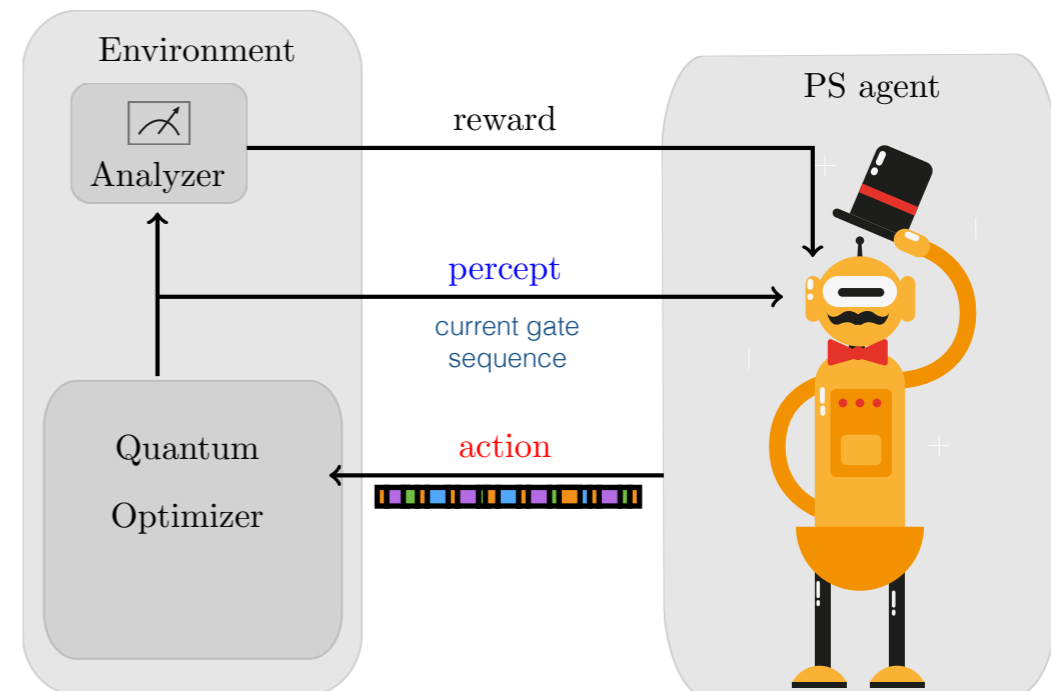 Environment
Analyzer
reward
PS agent
percept
current gate
sequence
action
Quantum
Optimizer